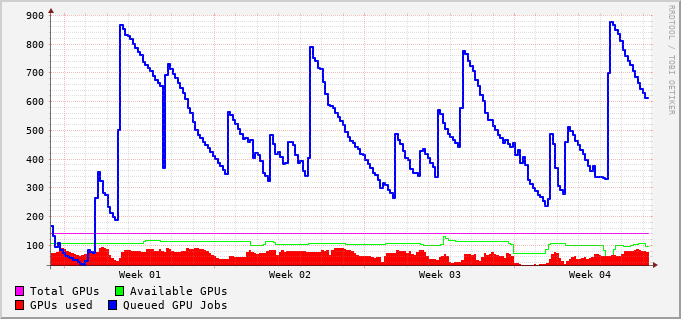 900
800
700
600
500
400
300
200
100
Week 01 Week 02 Week 03 Week 04
Total GPUs Available GPUs
GPUs used Queued GPU Jobs
RRDTOOL / TOBI OETIKER